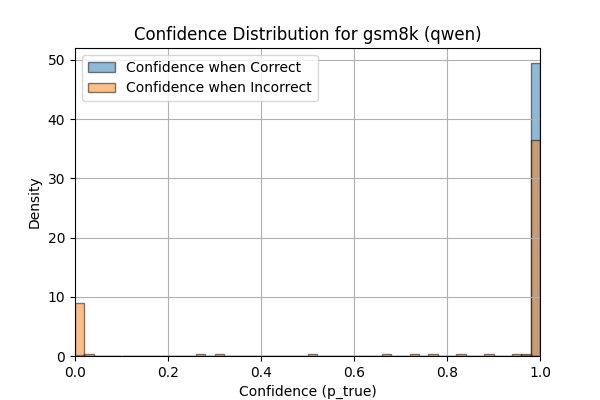 Confidence Distribution for gsm8k (qwen)
Confidence when Correct
Confidence when Incorrect
Density
50
40
30
20
10
0
0.0 0.2 0.4 0.6 0.8 1.0
Confidence (p_true)